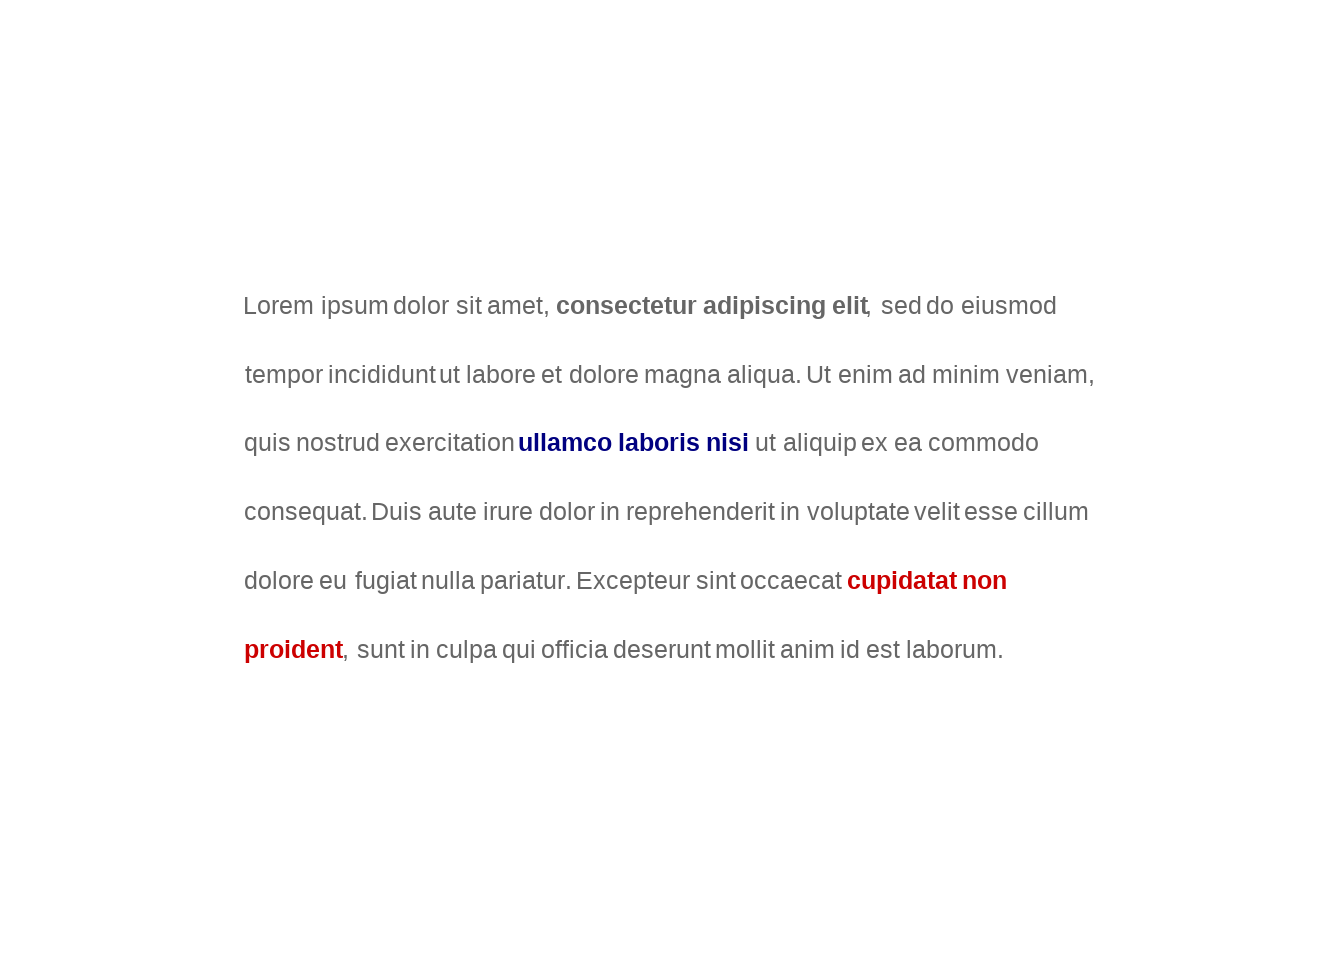 Lorem ipsum dolor sit amet, consectetur adipiscing elit, sed do eiusmod
tempor incididunt ut labore et dolore magna aliqua. Ut enim ad minim veniam,
quis nostrud exercitation ullamco laboris nisi ut aliquip ex ea commodo
consequat. Duis aute irure dolor in reprehenderit in voluptate velit esse cillum
dolore eu fugiat nulla pariatur. Excepteur sint occaecat cupidatat non
proident, sunt in culpa qui officia deserunt mollit anim id est laborum.